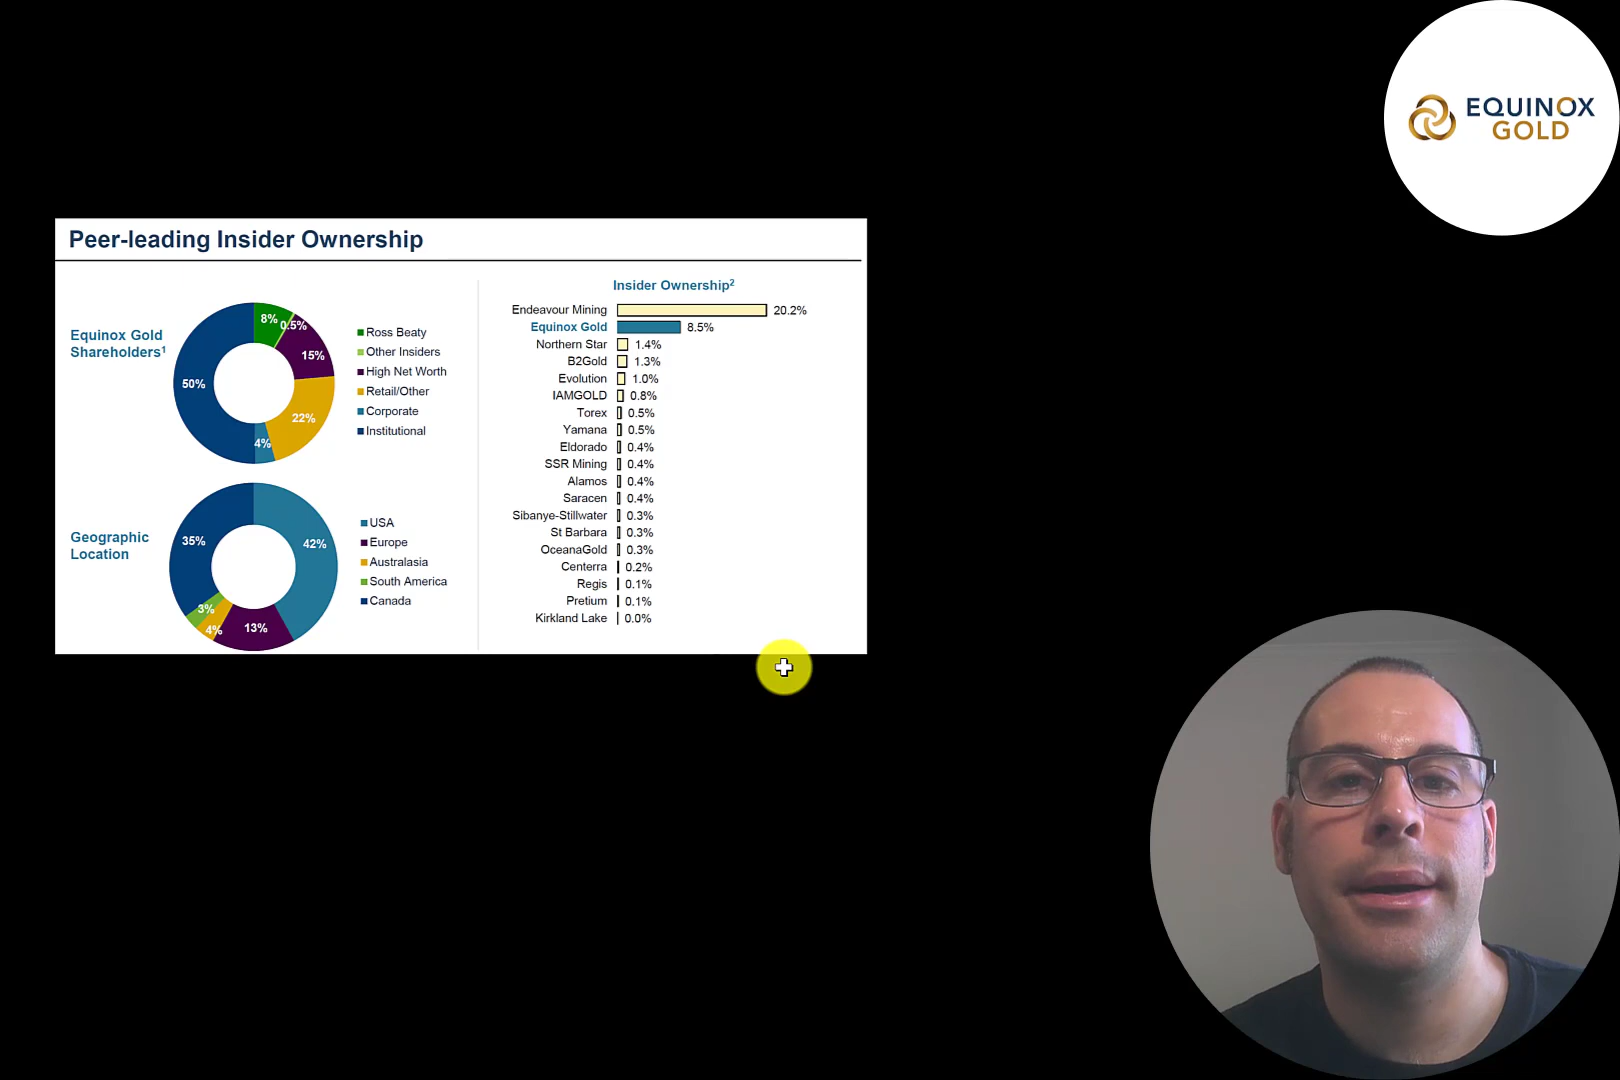 EQUINOX
GOLD
Peer-leading Insider Ownership
Equinox Gold
Shareholders¹
8%
0.5%
15%
22%
4%
50%
Ross Beaty
Other Insiders
High Net Worth
Retail/Other
Corporate
Institutional
Geographic
Location
42%
13%
4%
3%
35%
USA
Europe
Australasia
South America
Canada
Insider Ownership²
Endeavour Mining 20.2%
Equinox Gold 8.5%
Northern Star 1.4%
B2Gold 1.3%
Evolution 1.0%
IAMGOLD 0.8%
Torex 0.5%
Yamana 0.5%
Eldorado 0.4%
SSR Mining 0.4%
Alamos 0.4%
Saracen 0.4%
Sibanye-Stillwater 0.3%
St Barbara 0.3%
OceanaGold 0.3%
Centerra 0.2%
Regis 0.1%
Pretium 0.1%
Kirkland Lake 0.0%